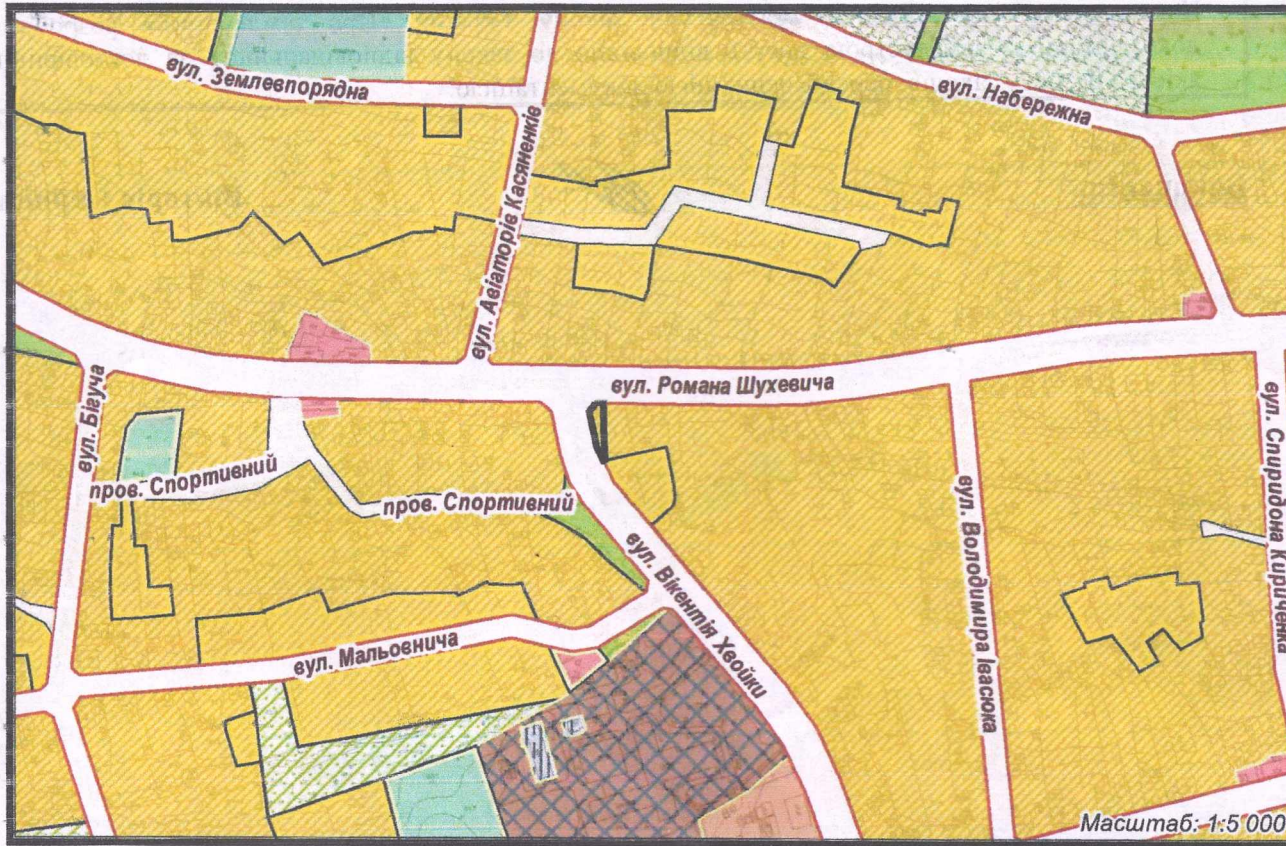 вул. Землевпорядна
вул. Набережна
вул. Авіаторів Касяненків
вул. Романа Шухевича
вул. Бігуча
пров. Спортивний
пров. Спортивний
вул. Спиридона Кириченка
вул. Володимира Івасюка
вул. Вікентія Хвойки
вул. Мальовнича
Масштаб: 1:5 000